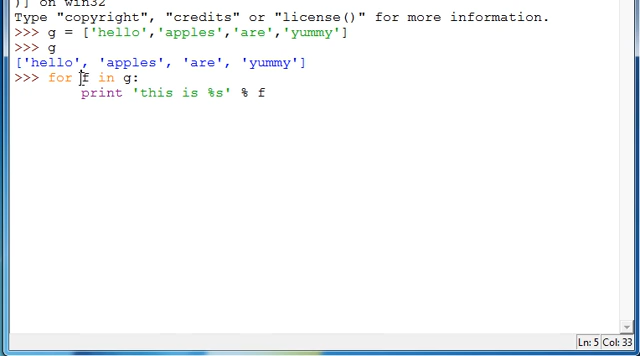 )] on win32
Type "copyright", "credits" or "license()" for more information.
>>> g = ['hello','apples','are','yummy']
>>> g
['hello', 'apples', 'are', 'yummy']
>>> for f in g:
        print 'this is %s' % f
Ln: 5 Col: 33